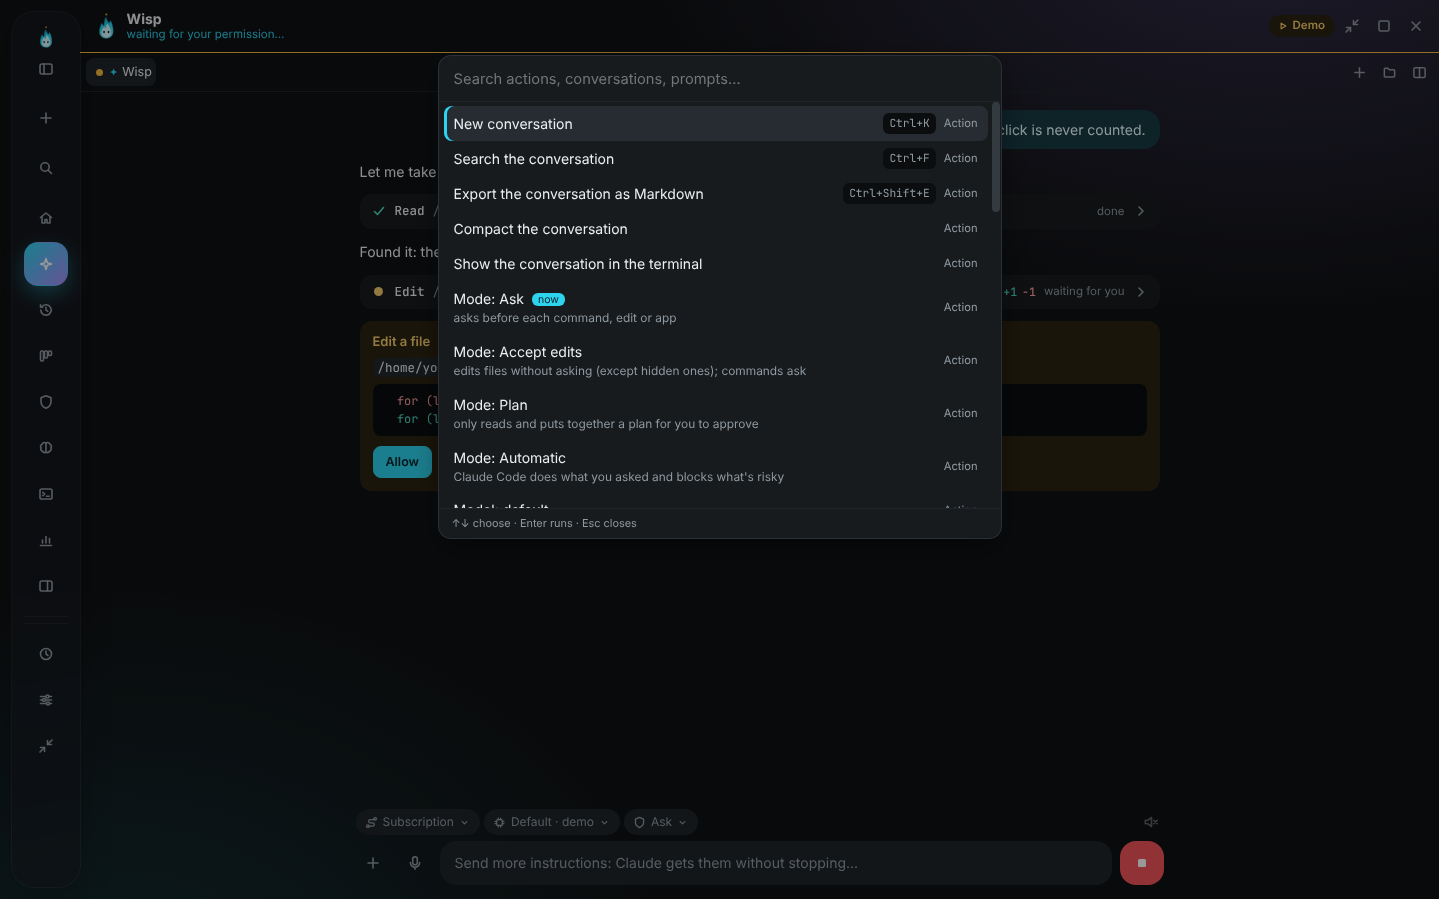 Wisp
waiting for your permission...
Demo
Wisp
Search actions, conversations, prompts...
New conversation Ctrl+K Action
click is never counted.
Search the conversation Ctrl+F Action
Let me take
Export the conversation as Markdown Ctrl+Shift+E Action
Read / done
Compact the conversation Action
Found it: the
Show the conversation in the terminal Action
Edit / +1 -1 waiting for you
Mode: Ask now Action
asks before each command, edit or app
Edit a file
Mode: Accept edits Action
edits files without asking (except hidden ones); commands ask
/home/yo
for (l
for (l
Mode: Plan Action
only reads and puts together a plan for you to approve
Allow
Mode: Automatic Action
Claude Code does what you asked and blocks what's risky
Model: default Action
↑↓ choose · Enter runs · Esc closes
Subscription
Default · demo
Ask
Send more instructions: Claude gets them without stopping...